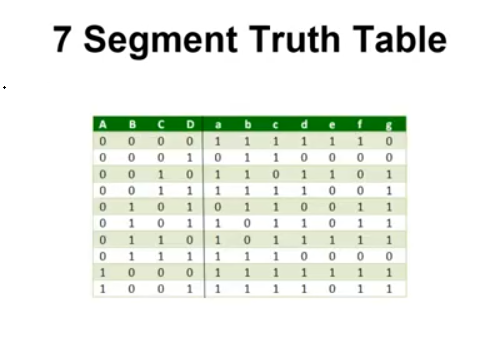 7 Segment Truth Table
A B C D a b c d e f g
0 0 0 0 1 1 1 1 1 1 0
0 0 0 1 0 1 1 0 0 0 0
0 0 1 0 1 1 0 1 1 0 1
0 0 1 1 1 1 1 1 0 0 1
0 1 0 1 0 1 1 0 0 1 1
0 1 0 1 1 0 1 1 0 1 1
0 1 1 0 1 0 1 1 1 1 1
0 1 1 1 1 1 1 0 0 0 0
1 0 0 0 1 1 1 1 1 1 1
1 0 0 1 1 1 1 1 0 1 1